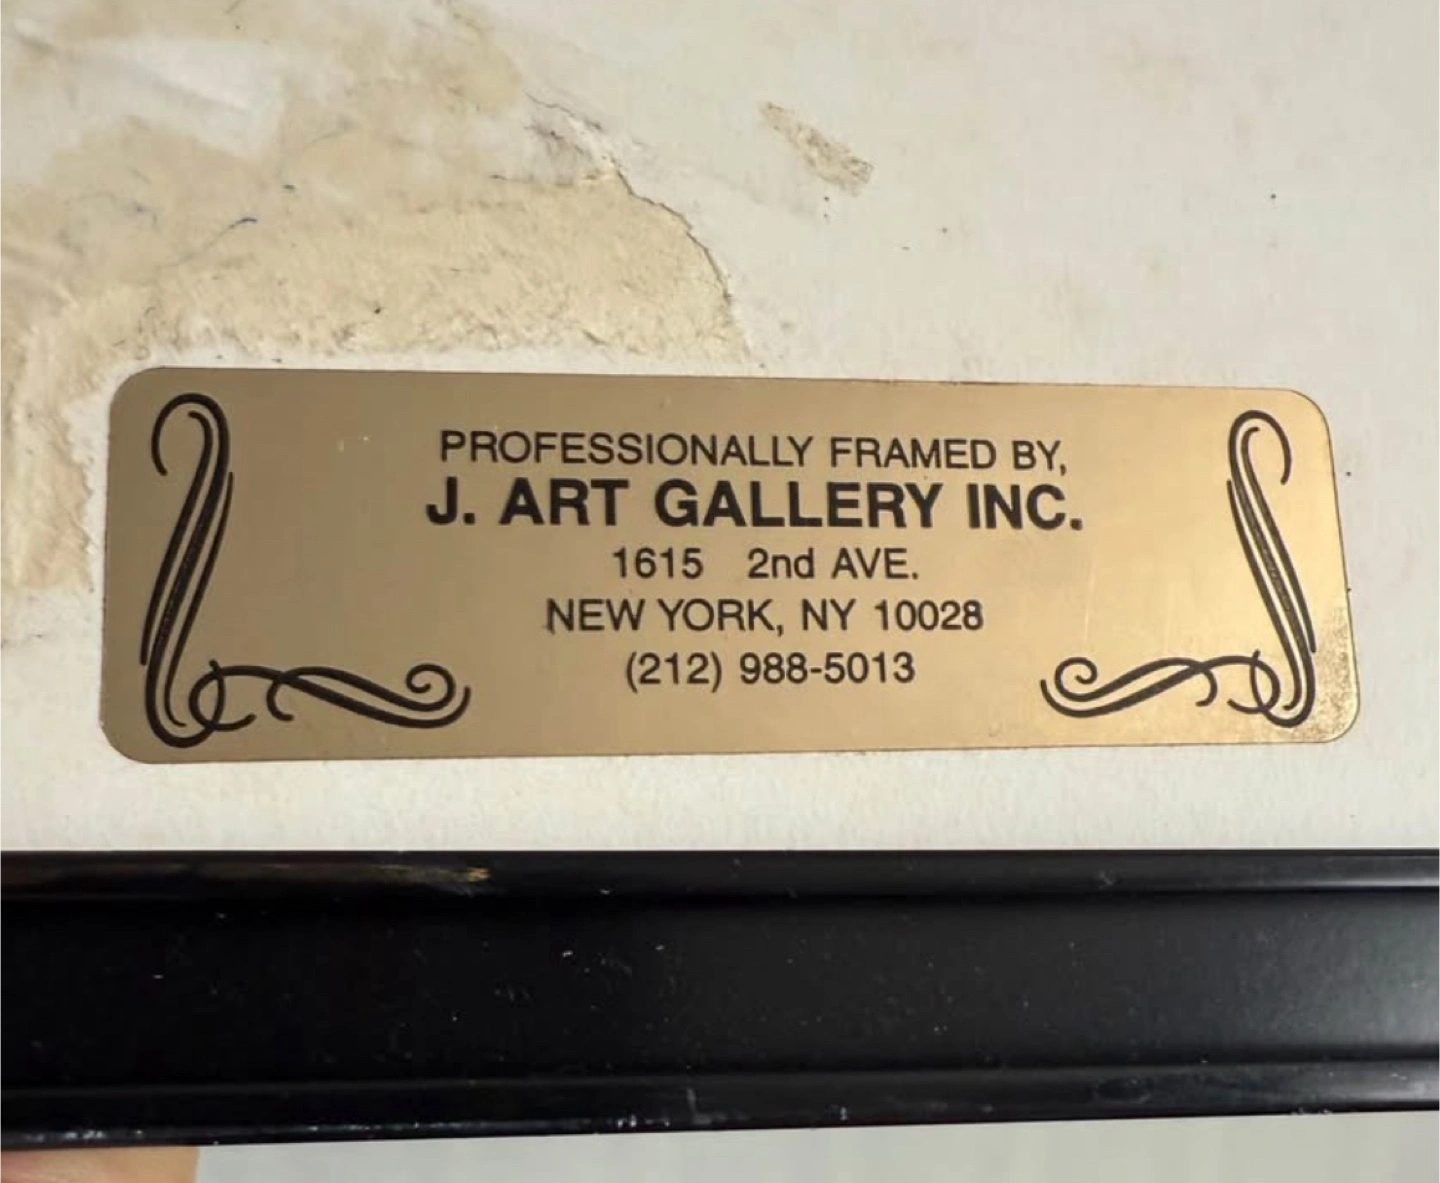 PROFESSIONALLY FRAMED BY,
J. ART GALLERY INC.
1615 2nd AVE.
NEW YORK, NY 10028
(212) 988-5013